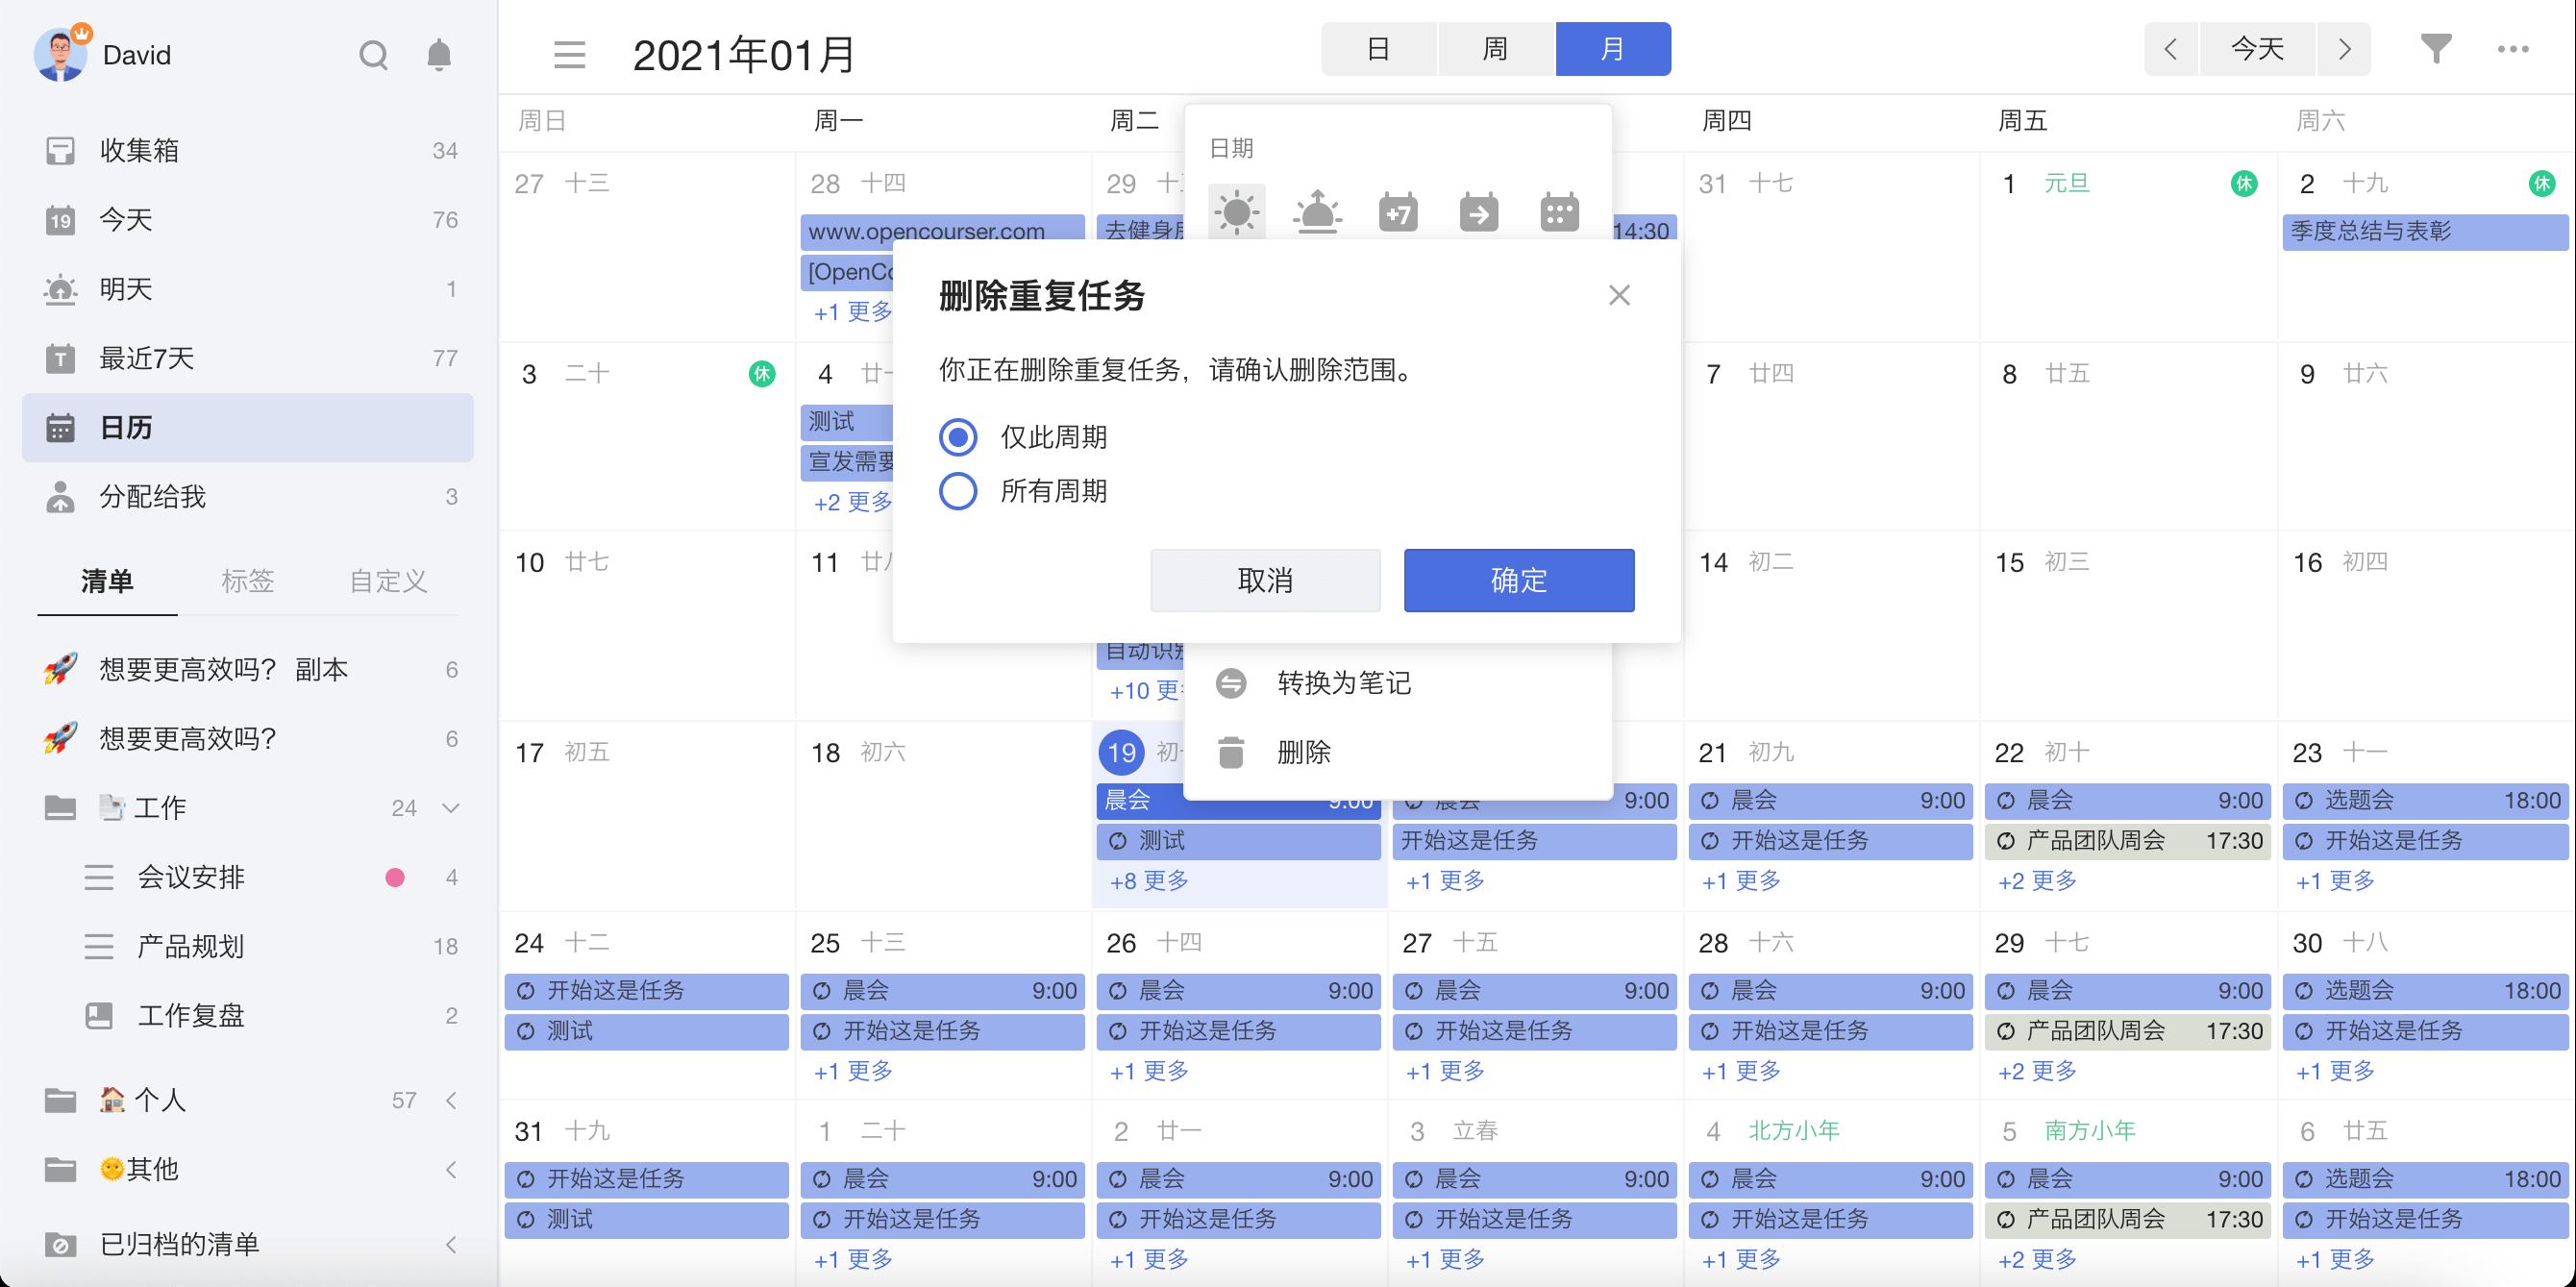 David
收集箱 34
19 今天 76
明天 1
T 最近7天 77
日历
分配给我 3
清单 标签 自定义
想要更高效吗？ 副本 6
想要更高效吗？ 6
工作 24
会议安排 4
产品规划 18
工作复盘 2
个人 57
其他
已归档的清单
2021年01月
日 周 月
今天
周日 周一 周二 周四 周五 周六
27 十三 28 十四 29 31 十七 1 元旦 休 2 十九 休
www.opencourser.com 去健身 14:30 季度总结与表彰
[OpenCo
+1 更多
日期
+7
删除重复任务
你正在删除重复任务，请确认删除范围。
仅此周期
所有周期
取消 确定
转换为笔记
删除
3 二十 休 4 廿一 7 廿四 8 廿五 9 廿六
测试
宣发需要
+2 更多
10 廿七 11 廿八 14 初二 15 初三 16 初四
自动识别
+10 更
17 初五 18 初六 19 初 21 初九 22 初十 23 十一
晨会 9:00 晨会 9:00 晨会 9:00 晨会 9:00 选题会 18:00
测试 开始这是任务 开始这是任务 产品团队周会 17:30 开始这是任务
+8 更多 +1 更多 +1 更多 +2 更多 +1 更多
24 十二 25 十三 26 十四 27 十五 28 十六 29 十七 30 十八
开始这是任务 晨会 9:00 晨会 9:00 晨会 9:00 晨会 9:00 晨会 9:00 选题会 18:00
测试 开始这是任务 开始这是任务 开始这是任务 开始这是任务 产品团队周会 17:30 开始这是任务
+1 更多 +1 更多 +1 更多 +1 更多 +2 更多 +1 更多
31 十九 1 二十 2 廿一 3 立春 4 北方小年 5 南方小年 6 廿五
开始这是任务 晨会 9:00 晨会 9:00 晨会 9:00 晨会 9:00 晨会 9:00 选题会 18:00
测试 开始这是任务 开始这是任务 开始这是任务 开始这是任务 产品团队周会 17:30 开始这是任务
+1 更多 +1 更多 +1 更多 +1 更多 +2 更多 +1 更多